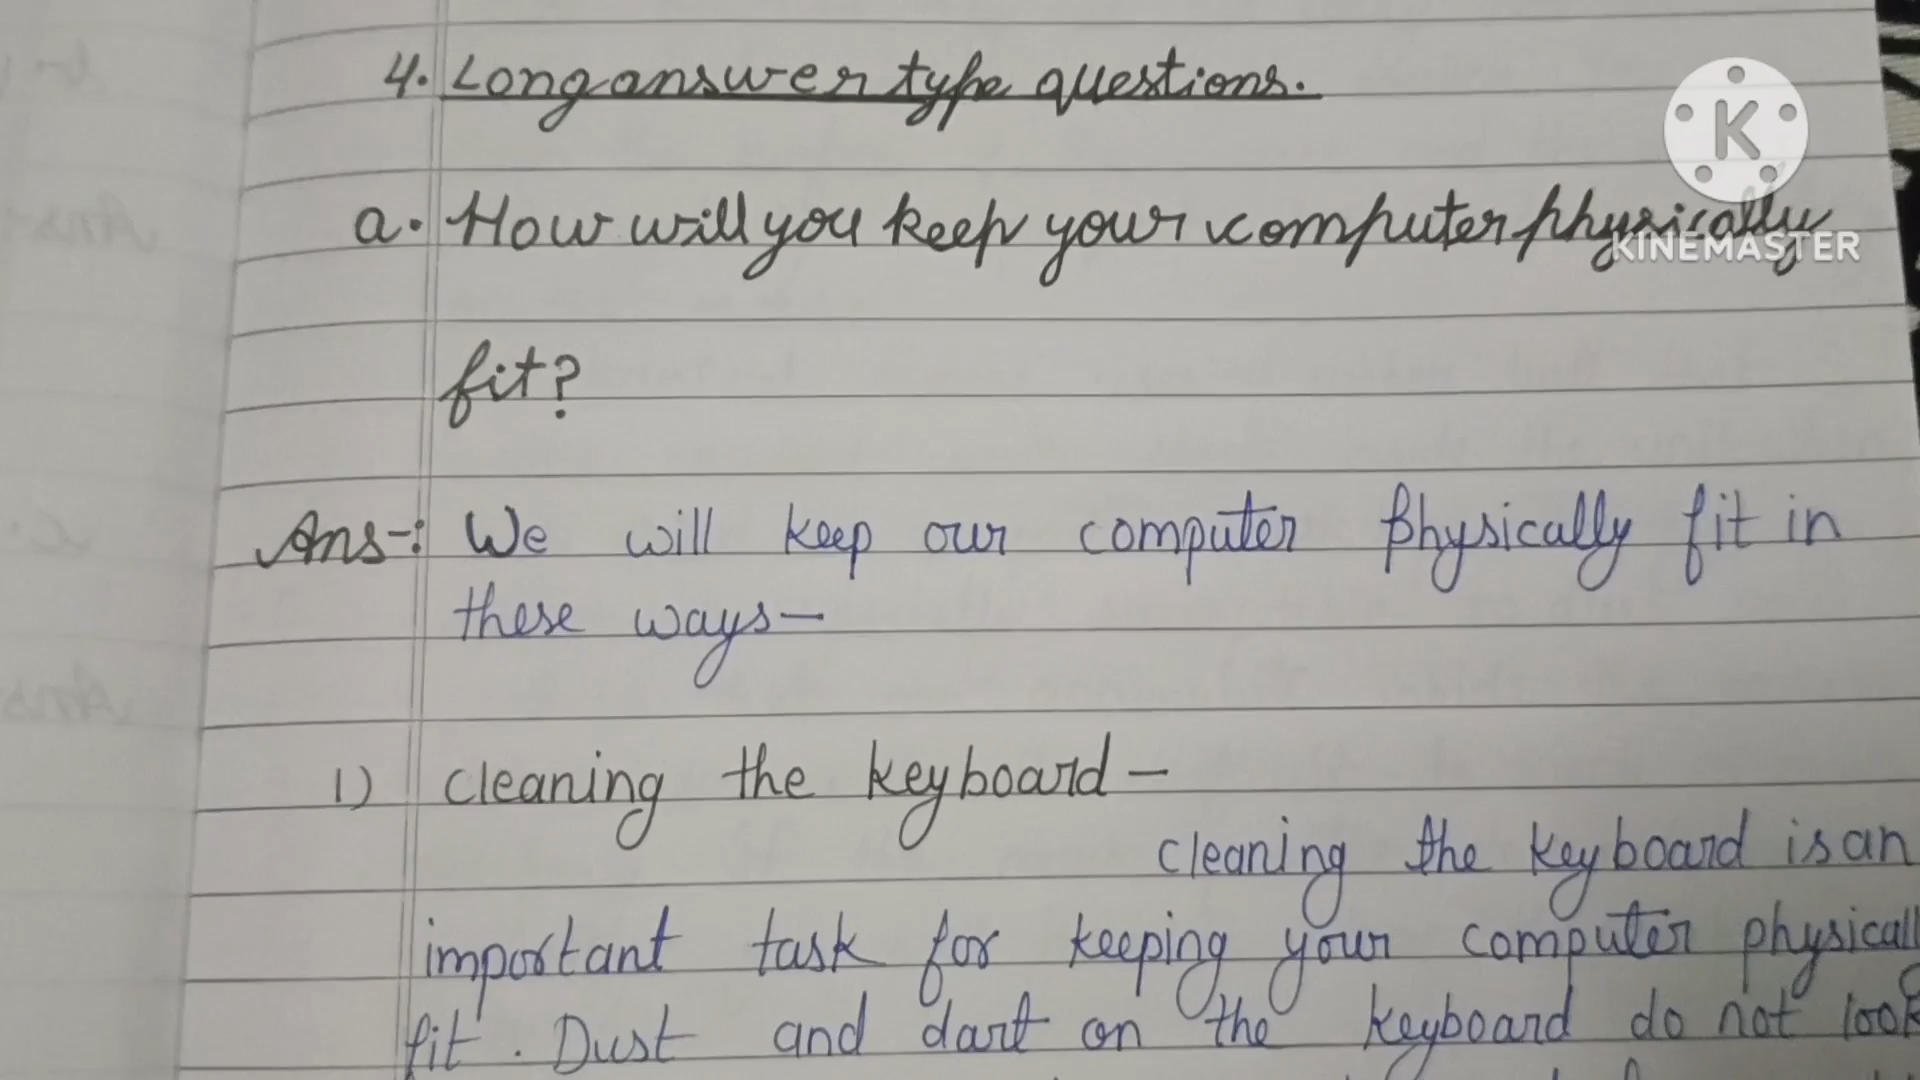 4. Long answer type questions.
a. How will you keep your computer physically
KINEMASTER
fit?
Ans-: We will keep our computer physically fit in
these ways-
1) cleaning the keyboard-
cleaning the keyboard is an
important task for keeping your computer physicall
fit. Dust and dart on the keyboard do not look